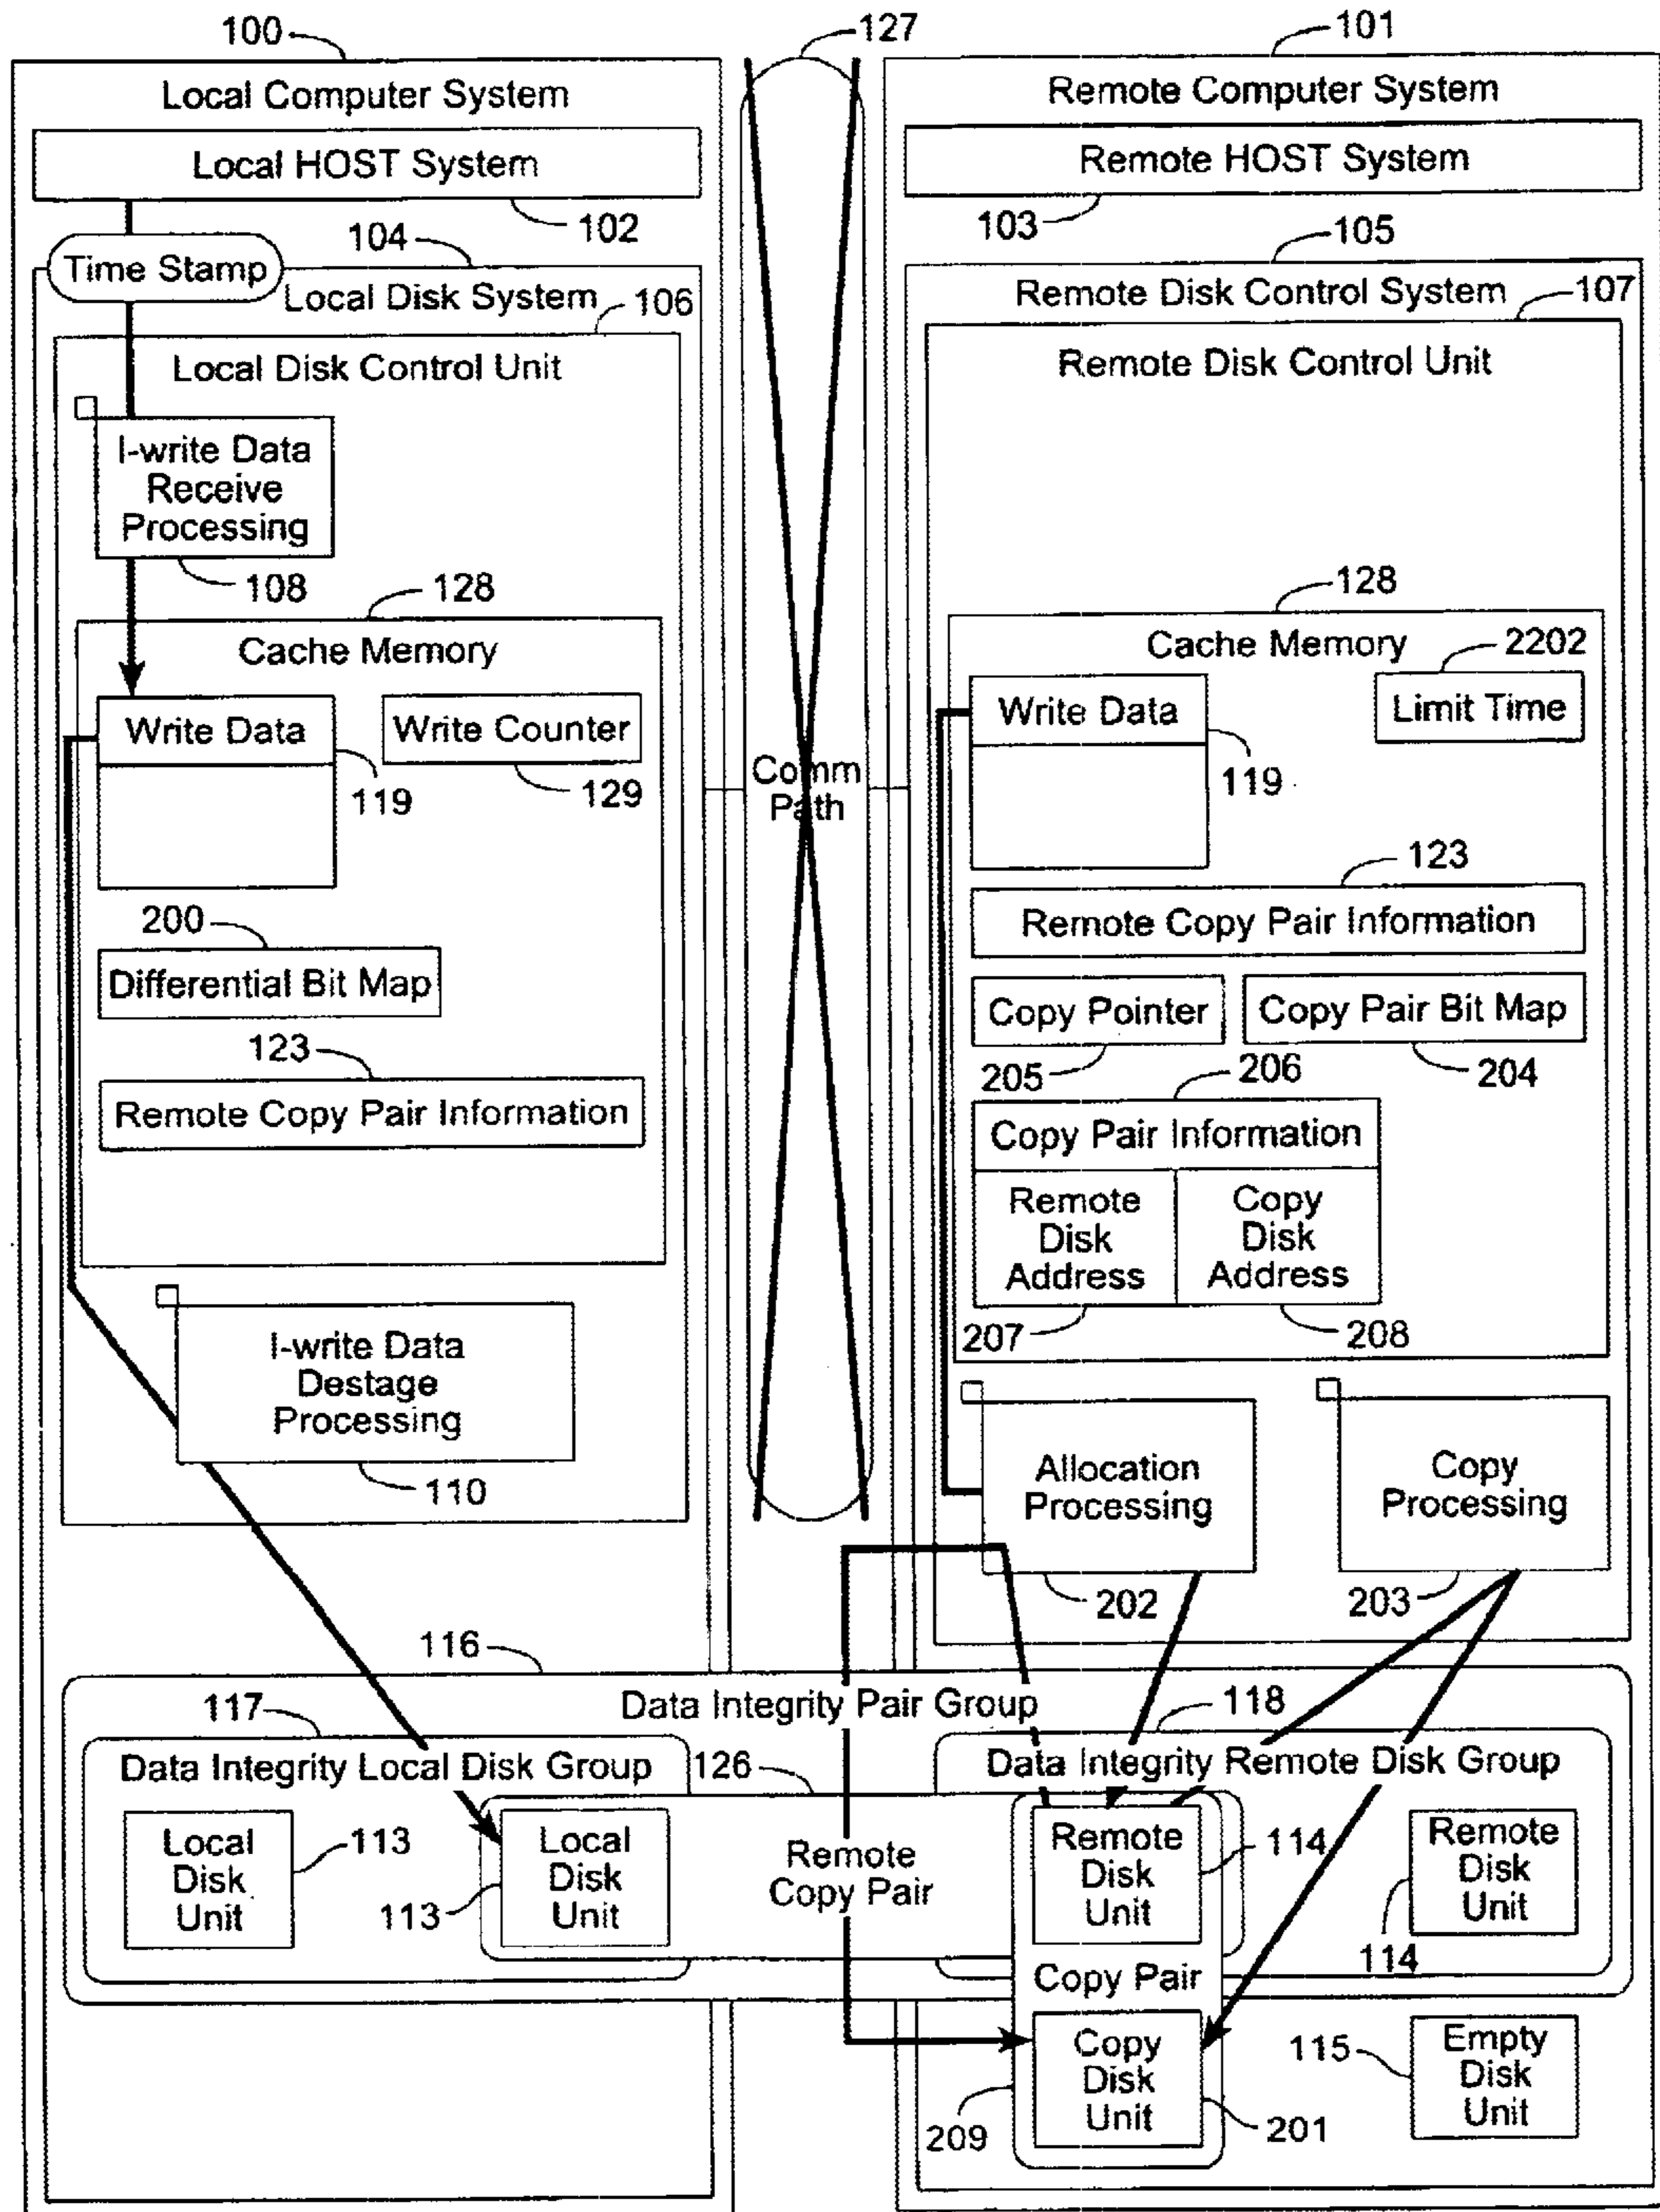 100
127
101
Local Computer System
Remote Computer System
Local HOST System
Remote HOST System
102
103
104
105
Time Stamp
Local Disk System
Remote Disk Control System
106
107
Local Disk Control Unit
Remote Disk Control Unit
I-write Data
Receive
Processing
108
128
128
Cache Memory
Cache Memory
2202
Write Data
Write Counter
Write Data
Limit Time
119
129
Comm
Path
119
123
Remote Copy Pair Information
200
Differential Bit Map
Copy Pointer
Copy Pair Bit Map
123
205
206
204
Remote Copy Pair Information
Copy Pair Information
Remote
Disk
Address
Copy
Disk
Address
207
208
I-write Data
Destage
Processing
110
Allocation
Processing
Copy
Processing
202
203
116
Data Integrity Pair Group
117
118
Data Integrity Local Disk Group
126
Data Integrity Remote Disk Group
Local
Disk
Unit
113
113
Local
Disk
Unit
Remote
Copy Pair
Remote
Disk
Unit
114
Remote
Disk
Unit
114
Copy Pair
Copy
Disk
Unit
209
201
115
Empty
Disk
Unit